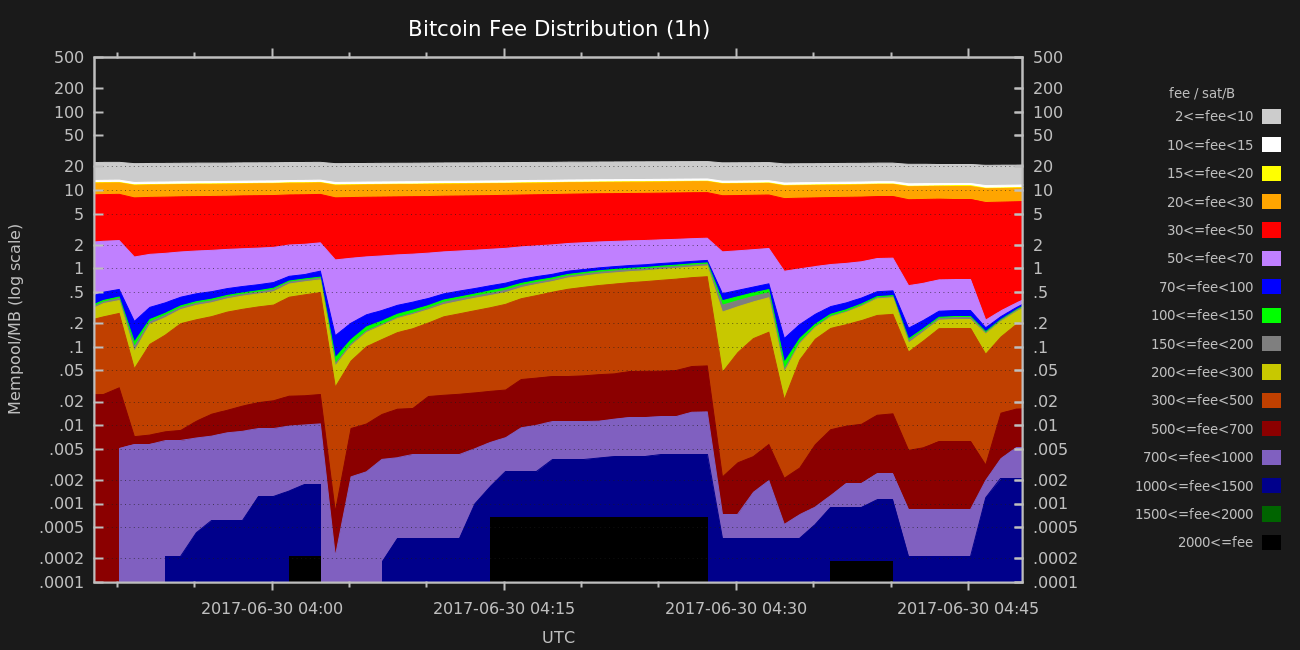 Bitcoin Fee Distribution (1h)
Mempool/MB (log scale)
500
200
100
50
20
10
5
2
1
.5
.2
.1
.05
.02
.01
.005
.002
.001
.0005
.0002
.0001
500
200
100
50
20
10
5
2
1
.5
.2
.1
.05
.02
.01
.005
.002
.001
.0005
.0002
.0001
2017-06-30 04:00
2017-06-30 04:15
2017-06-30 04:30
2017-06-30 04:45
UTC
fee / sat/B
2<=fee<10
10<=fee<15
15<=fee<20
20<=fee<30
30<=fee<50
50<=fee<70
70<=fee<100
100<=fee<150
150<=fee<200
200<=fee<300
300<=fee<500
500<=fee<700
700<=fee<1000
1000<=fee<1500
1500<=fee<2000
2000<=fee